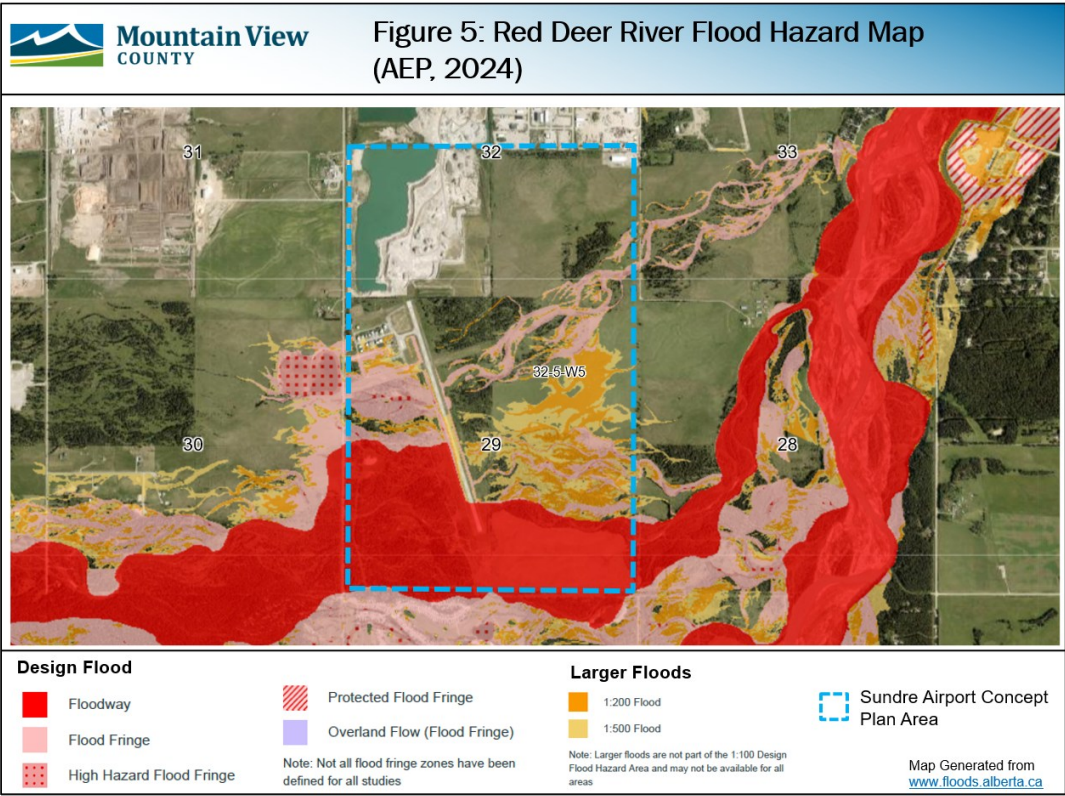 Mountain View
COUNTY
Figure 5: Red Deer River Flood Hazard Map
(AEP, 2024)
31
32
33
32-5-W5
30
29
28
Design Flood
Floodway
Flood Fringe
High Hazard Flood Fringe
Protected Flood Fringe
Overland Flow (Flood Fringe)
Note: Not all flood fringe zones have been
defined for all studies
Larger Floods
1:200 Flood
1:500 Flood
Note: Larger floods are not part of the 1:100 Design
Flood Hazard Area and may not be available for all
areas
Sundre Airport Concept
Plan Area
Map Generated from
www.floods.alberta.ca